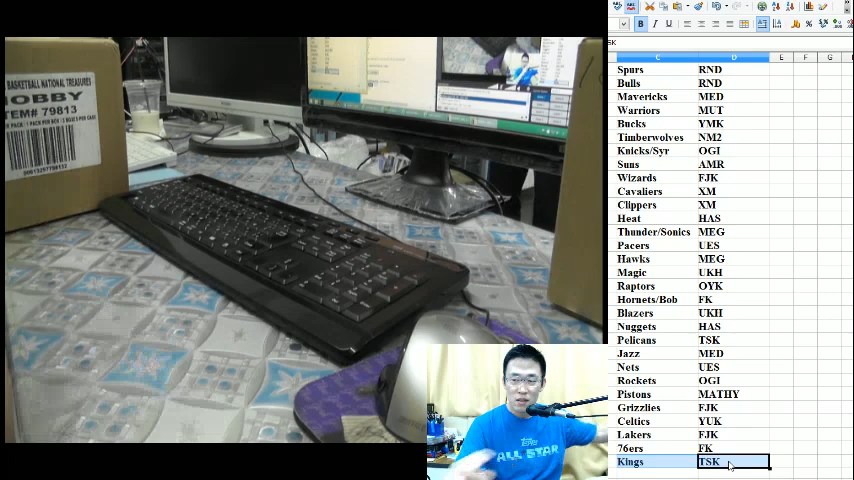 BASKETBALL NATIONAL TREASURES
HOBBY
ITEM# 79813
Topps
ALL STAR
SK
C D E F G
Spurs RND
Bulls RND
Mavericks MED
Warriors MUT
Bucks YMK
Timberwolves NM2
Knicks/Syr OGI
Suns AMR
Wizards FJK
Cavaliers XM
Clippers XM
Heat HAS
Thunder/Sonics MEG
Pacers UES
Hawks MEG
Magic UKH
Raptors OYK
Hornets/Bob FK
Blazers UKH
Nuggets HAS
Pelicans TSK
Jazz MED
Nets UES
Rockets OGI
Pistons MATHY
Grizzlies FJK
Celtics YUK
Lakers FJK
76ers FK
Kings TSK